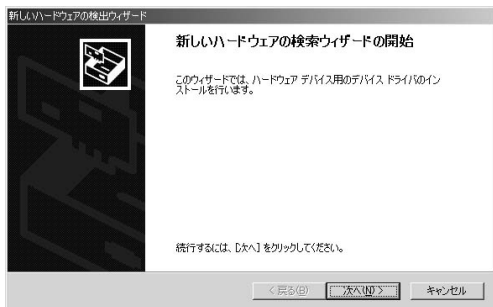 新しいハードウェアの検出ウィザード
新しいハードウェアの検索ウィザードの開始
このウィザードでは、ハードウェア デバイス用のデバイス ドライバのイン
ストールを行います。
続行するには、[次へ] をクリックしてください。
< 戻る(B)
次へ(N) >
キャンセル